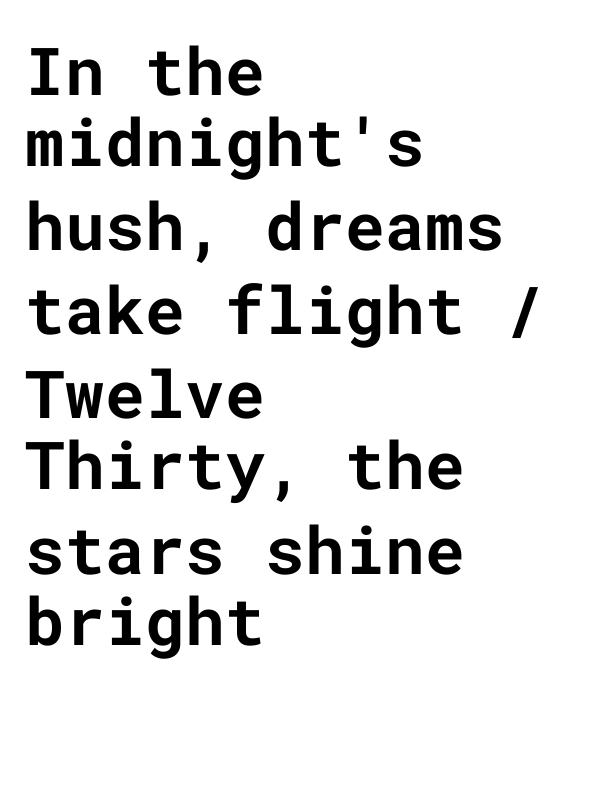 In the
midnight's
hush, dreams
take flight /
Twelve
Thirty, the
stars shine
bright